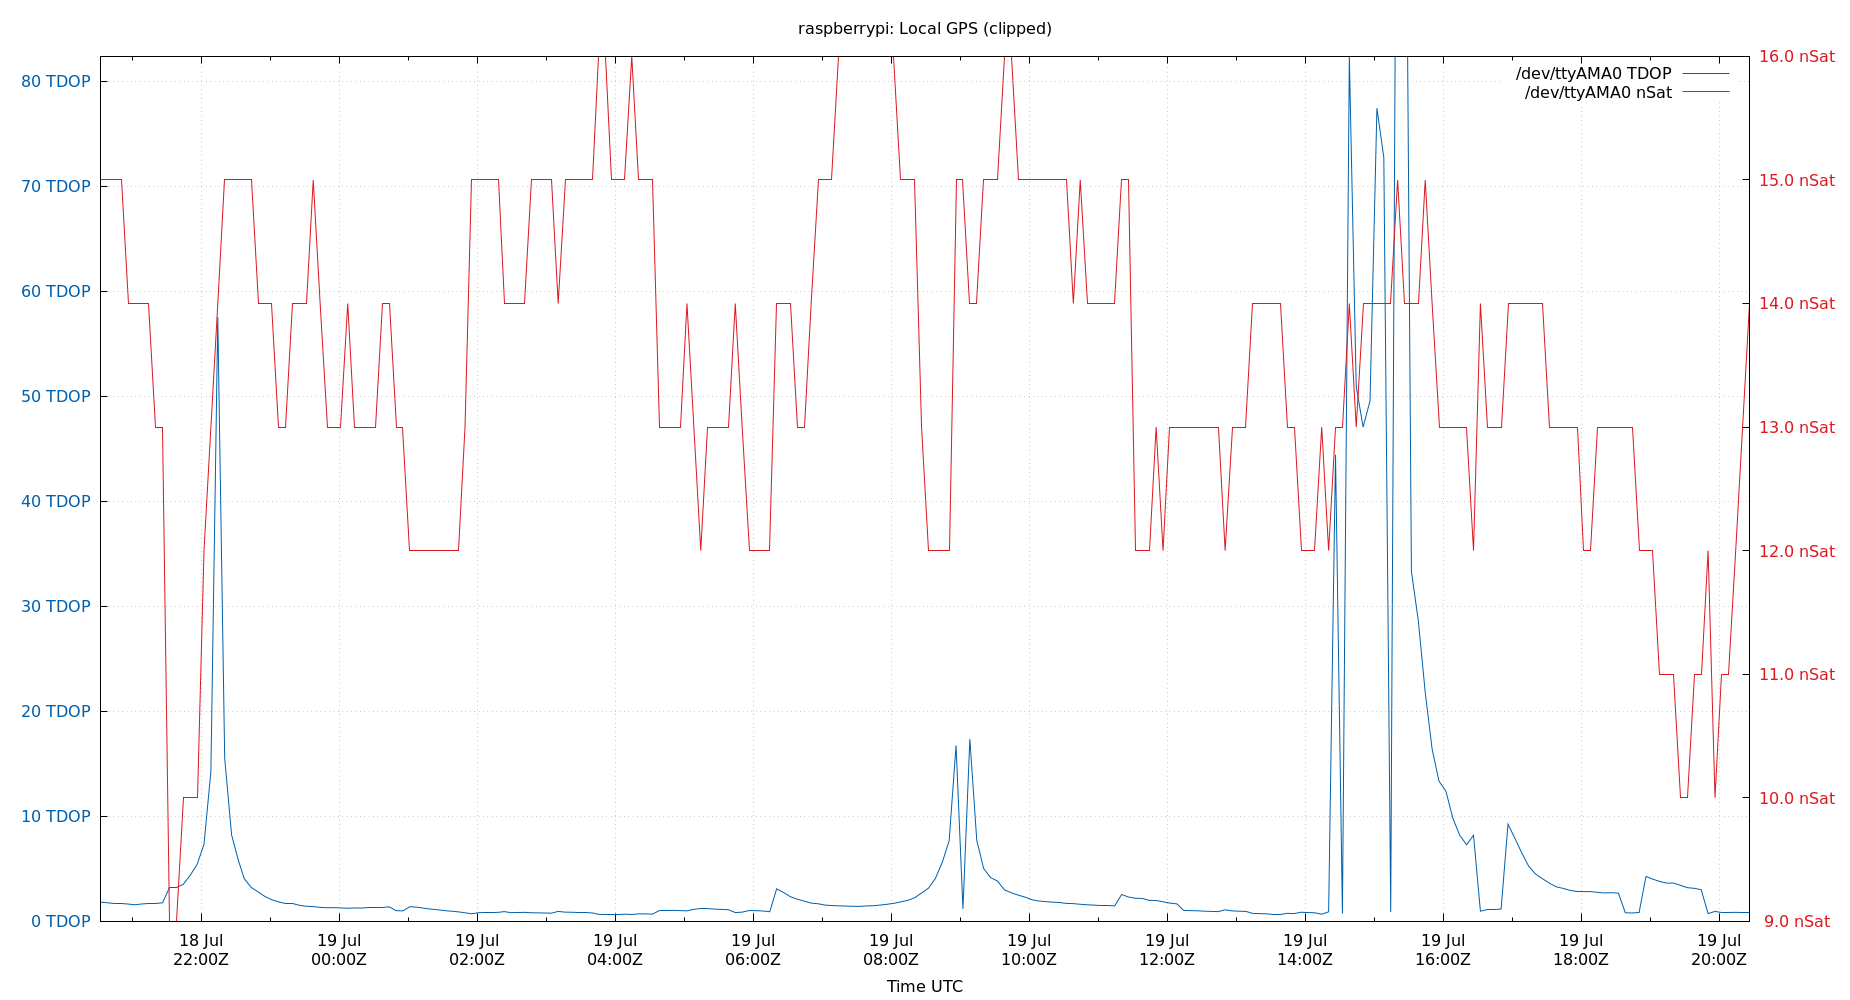 raspberrypi: Local GPS (clipped)
/dev/ttyAMA0 TDOP
/dev/ttyAMA0 nSat
80 TDOP
70 TDOP
60 TDOP
50 TDOP
40 TDOP
30 TDOP
20 TDOP
10 TDOP
0 TDOP
16.0 nSat
15.0 nSat
14.0 nSat
13.0 nSat
12.0 nSat
11.0 nSat
10.0 nSat
9.0 nSat
18 Jul
22:00Z
19 Jul
00:00Z
19 Jul
02:00Z
19 Jul
04:00Z
19 Jul
06:00Z
19 Jul
08:00Z
19 Jul
10:00Z
19 Jul
12:00Z
19 Jul
14:00Z
19 Jul
16:00Z
19 Jul
18:00Z
19 Jul
20:00Z
Time UTC